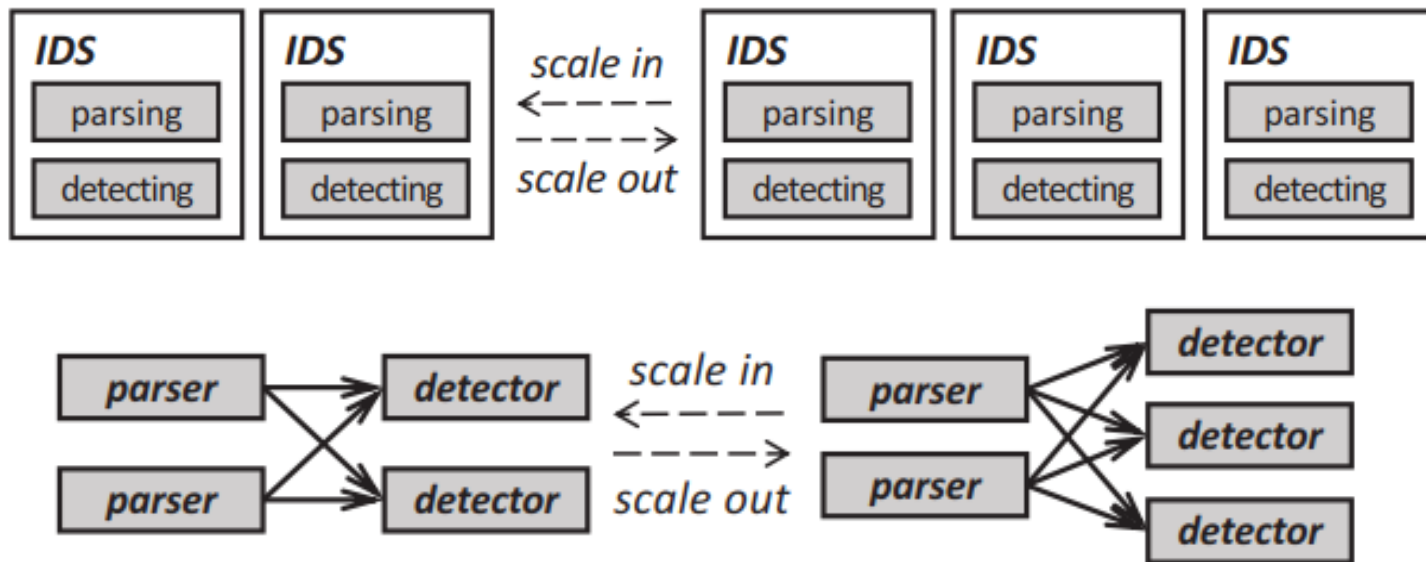 IDS
parsing
detecting
IDS
parsing
detecting
scale in
scale out
IDS
parsing
detecting
IDS
parsing
detecting
IDS
parsing
detecting
parser
parser
detector
detector
scale in
scale out
parser
parser
detector
detector
detector